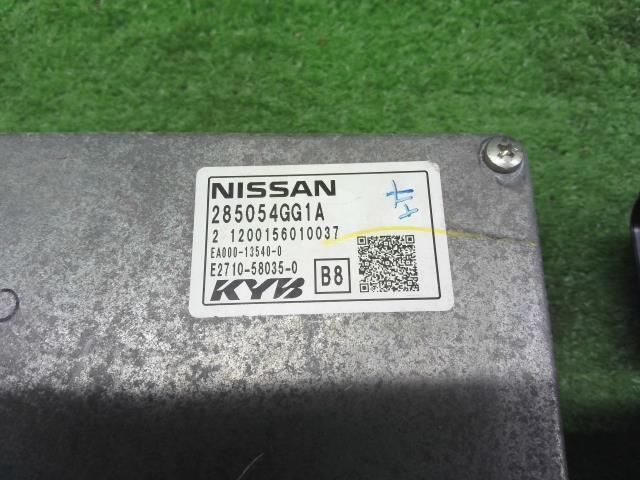 NISSAN
285054GG1A
2 1200156010037
EA000-13540-0
E2710-58035-0
KYB B8